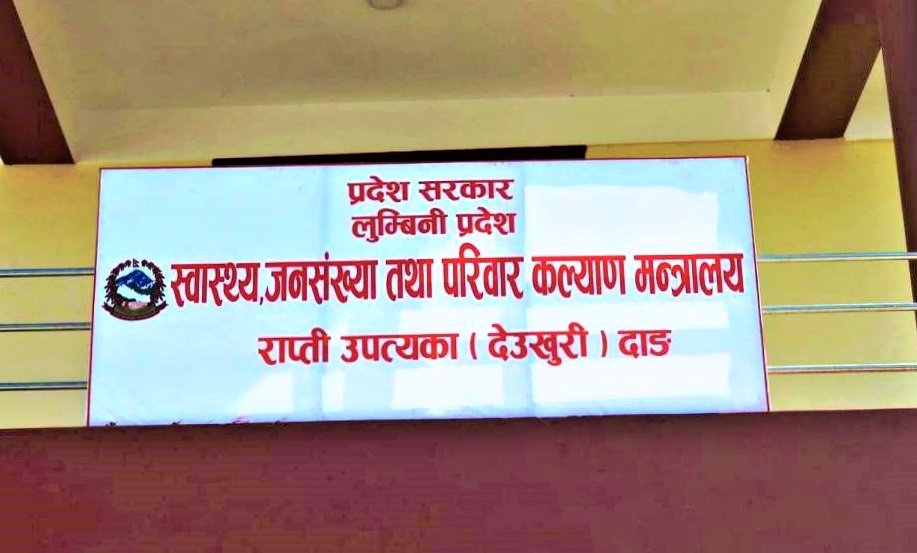 प्रदेश सरकार
लुम्बिनी प्रदेश
स्वास्थ्य,जनसंख्या तथा परिवार कल्याण मन्त्रालय
राप्ती उपत्यका ( देउखुरी ) दाङ